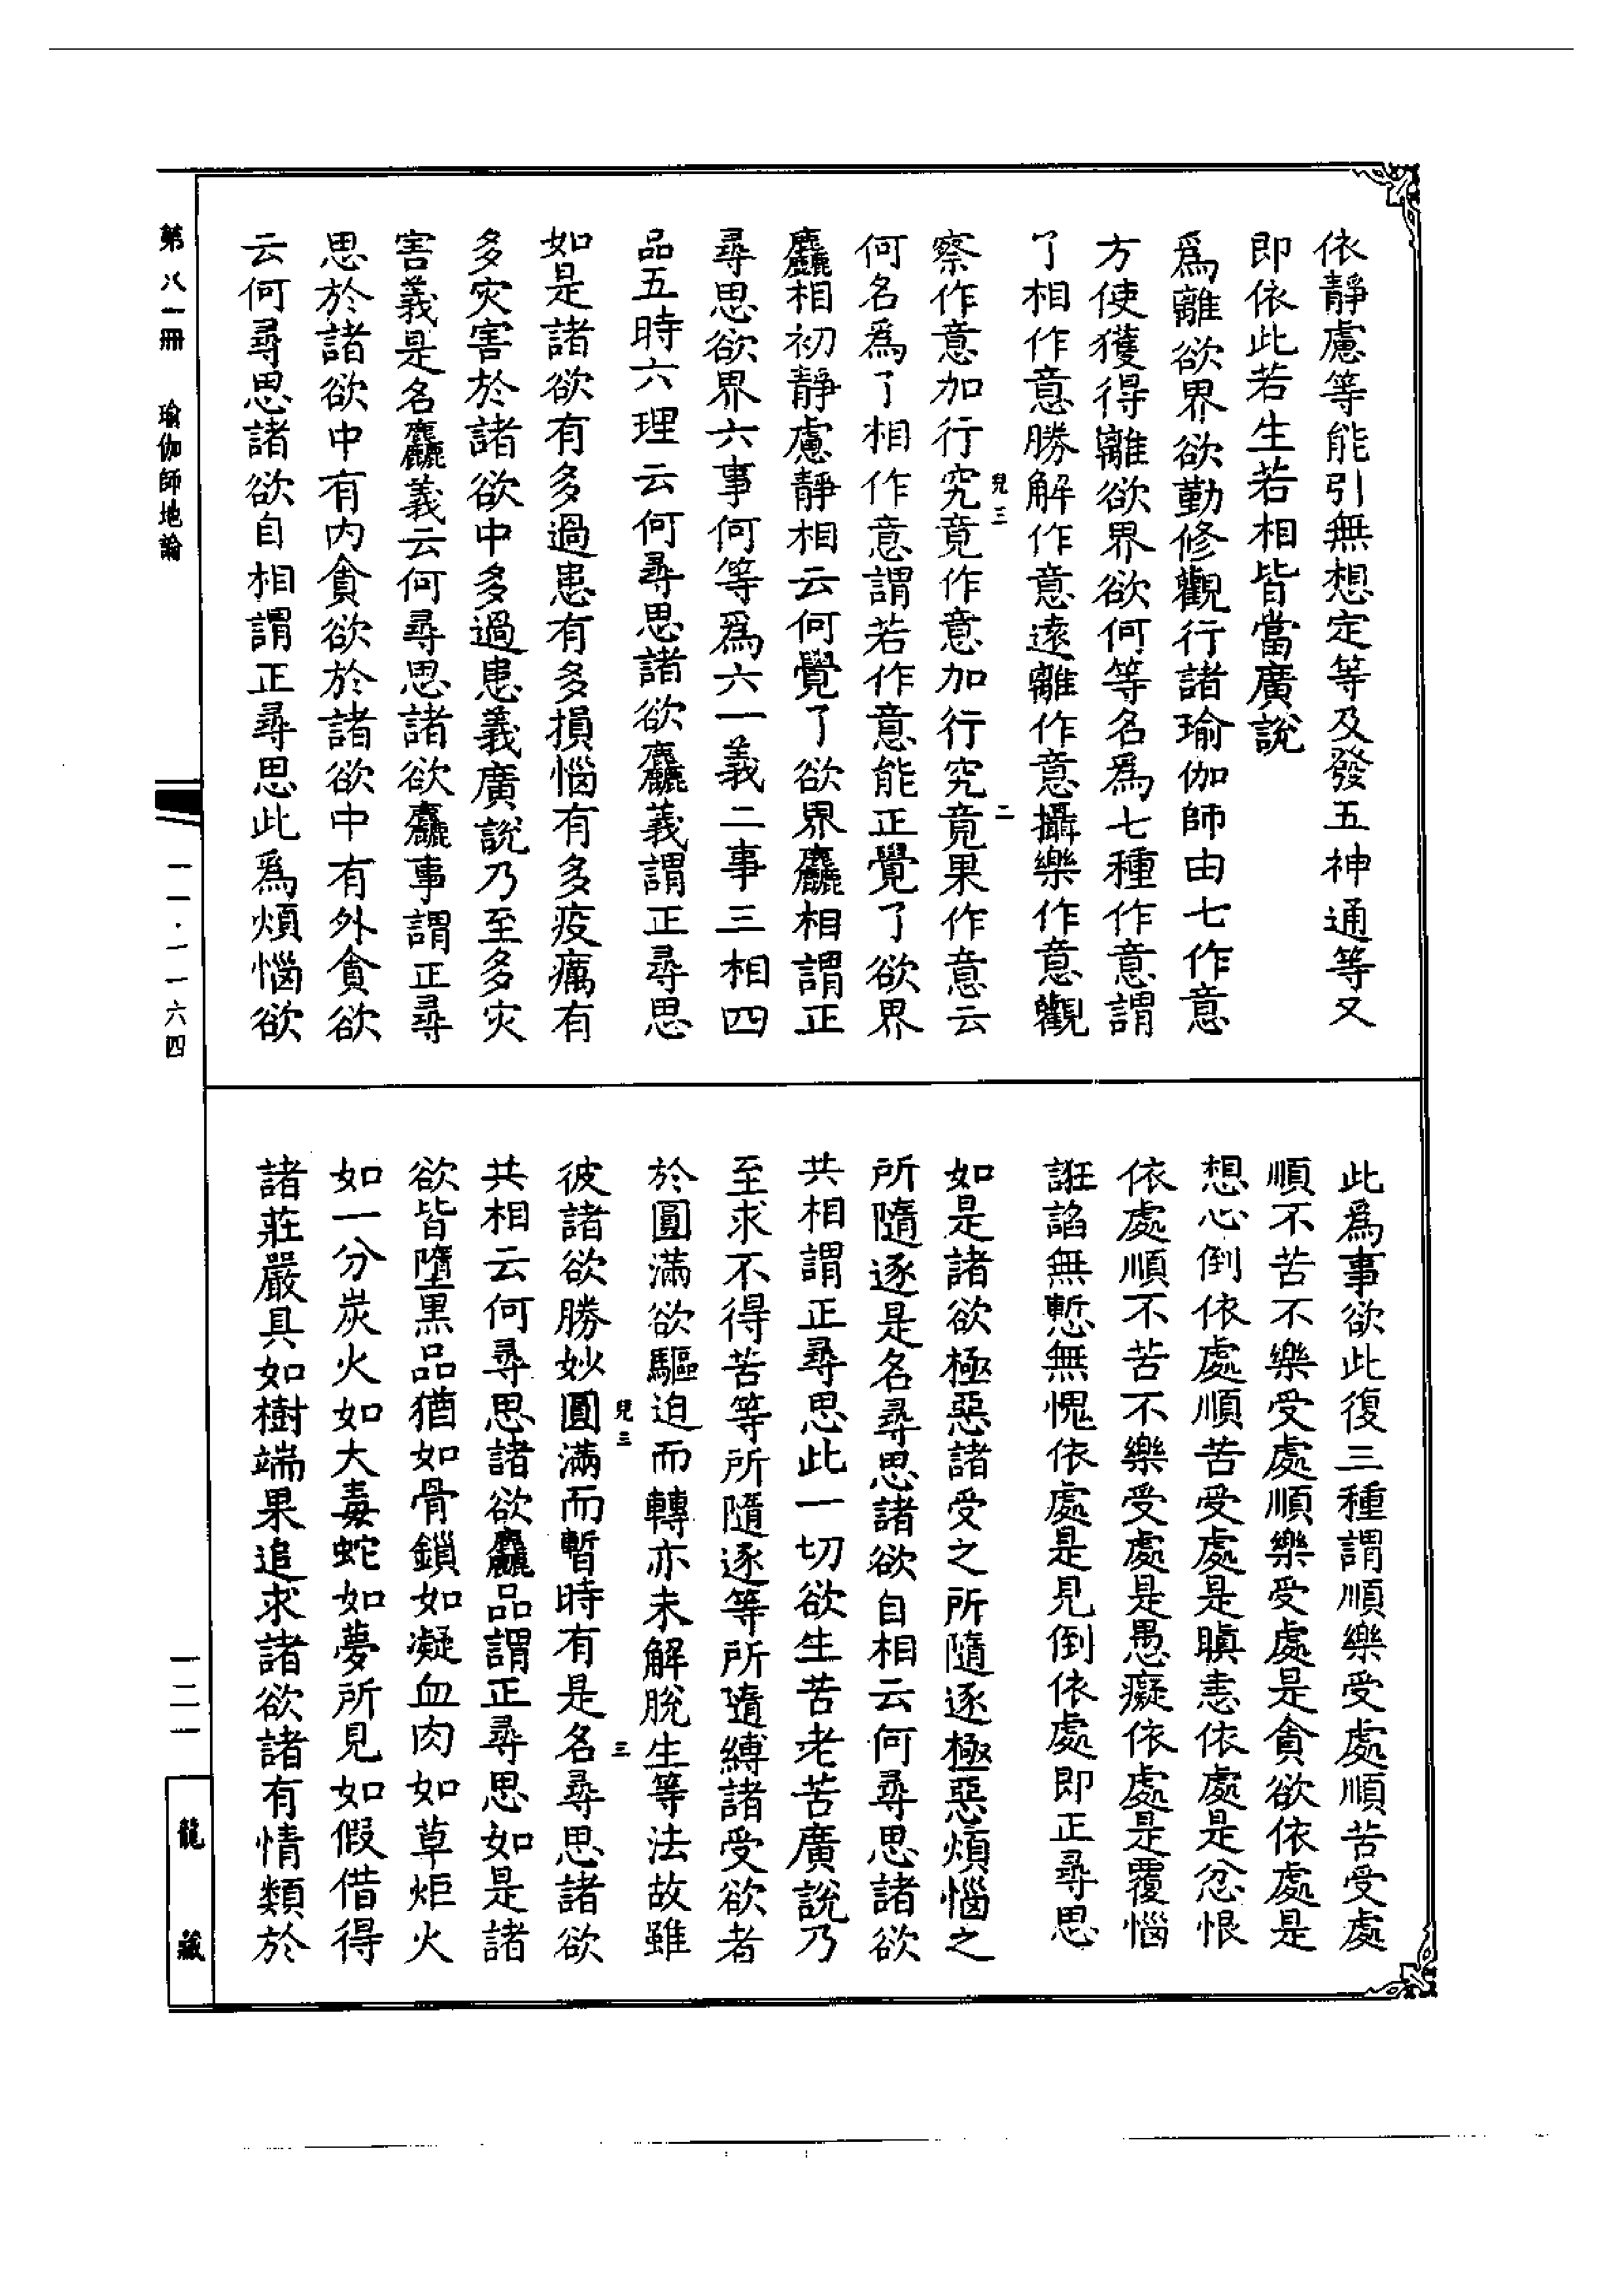 依靜慮等能引無想定等及發五神通等又
即依此若生若相皆當廣說
爲離欲界欲勤修觀行諸瑜伽師由七作意
方使獲得離欲界欲何等名爲七種作意謂
了相作意勝解作意遠離作意攝樂作意觀
兒三
二
察作意加行究竟作意加行究竟果作意云
何名爲了相作意謂若作意能正覺了欲界
麤相初靜慮靜相云何覺了欲界麤相謂正
尋思欲界六事何等爲六一義二事三相四
品五時六理云何尋思諸欲麤義謂正尋思
如是諸欲有多過患有多損惱有多疫癘有
多灾害於諸欲中多過患義廣說乃至多灾
害義是名麤義云何尋思諸欲麤事謂正尋
思於諸欲中有內貪欲於諸欲中有外貪欲
云何尋思諸欲自相謂正尋思此爲煩惱欲
此爲事欲此復三種謂順樂受處順苦受處
順不苦不樂受處順樂受處是貪欲依處是
想心倒依處順苦受處是瞋恚依處是忿恨
依處順不苦不樂受處是愚癡依處是覆惱
誑諂無慙無愧依處是見倒依處即正尋思
如是諸欲極惡諸受之所隨逐極惡煩惱之
所隨逐是名尋思諸欲自相云何尋思諸欲
共相謂正尋思此一切欲生苦老苦廣說乃
至求不得苦等所隨逐等所隨縛諸受欲者
於圓滿欲驅迫而轉亦未解脫生等法故雖
兒三
三
彼諸欲勝妙圓滿而暫時有是名尋思諸欲
共相云何尋思諸欲麤品謂正尋思如是諸
欲皆墮黑品猶如骨鎖如凝血肉如草炬火
如一分炭火如大毒蛇如夢所見如假借得
諸莊嚴具如樹端果追求諸欲諸有情類於
第八一冊 瑜伽師地論
一一·一一六四
一二一
龍藏